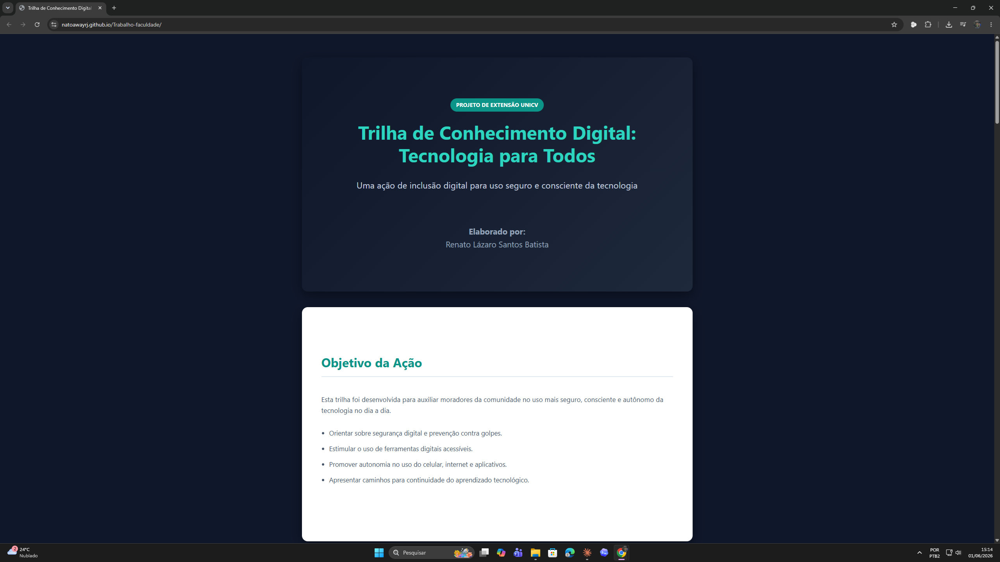 Trilha de Conhecimento Digital
natoawayrj.github.io/Trabalho-faculdade/
PROJETO DE EXTENSÃO UNICV
Trilha de Conhecimento Digital:
Tecnologia para Todos
Uma ação de inclusão digital para uso seguro e consciente da tecnologia
Elaborado por:
Renato Lázaro Santos Batista
Objetivo da Ação
Esta trilha foi desenvolvida para auxiliar moradores da comunidade no uso mais seguro, consciente e autônomo da
tecnologia no dia a dia.
• Orientar sobre segurança digital e prevenção contra golpes.
• Estimular o uso de ferramentas digitais acessíveis.
• Promover autonomia no uso do celular, internet e aplicativos.
• Apresentar caminhos para continuidade do aprendizado tecnológico.
2
24°C
Nublado
Pesquisar
POR
PTB2
15:14
01/06/2026